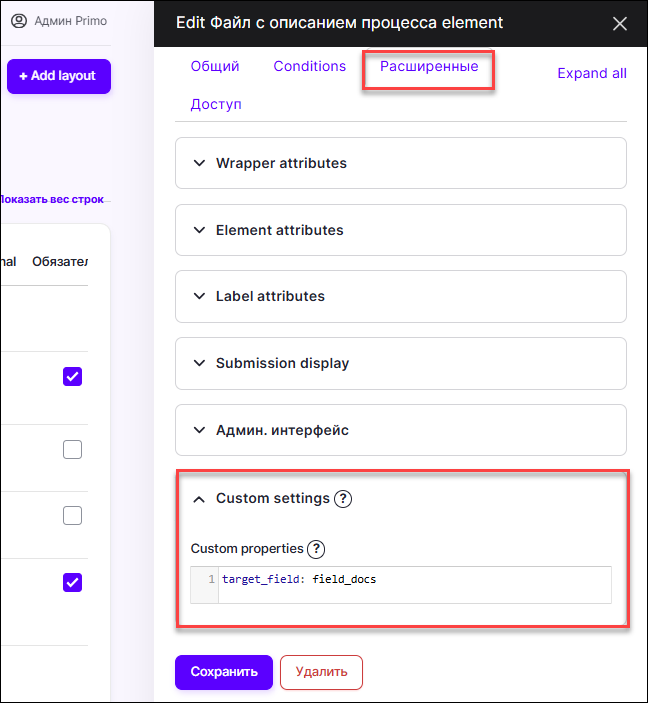 Админ Primo
+ Add layout
Показать вес строк
nal Обязател
Edit Файл с описанием процесса element
Общий Conditions Расширенные Expand all
Доступ
Wrapper attributes
Element attributes
Label attributes
Submission display
Админ. интерфейс
Custom settings ?
Custom properties ?
1 target_field: field_docs
Сохранить Удалить